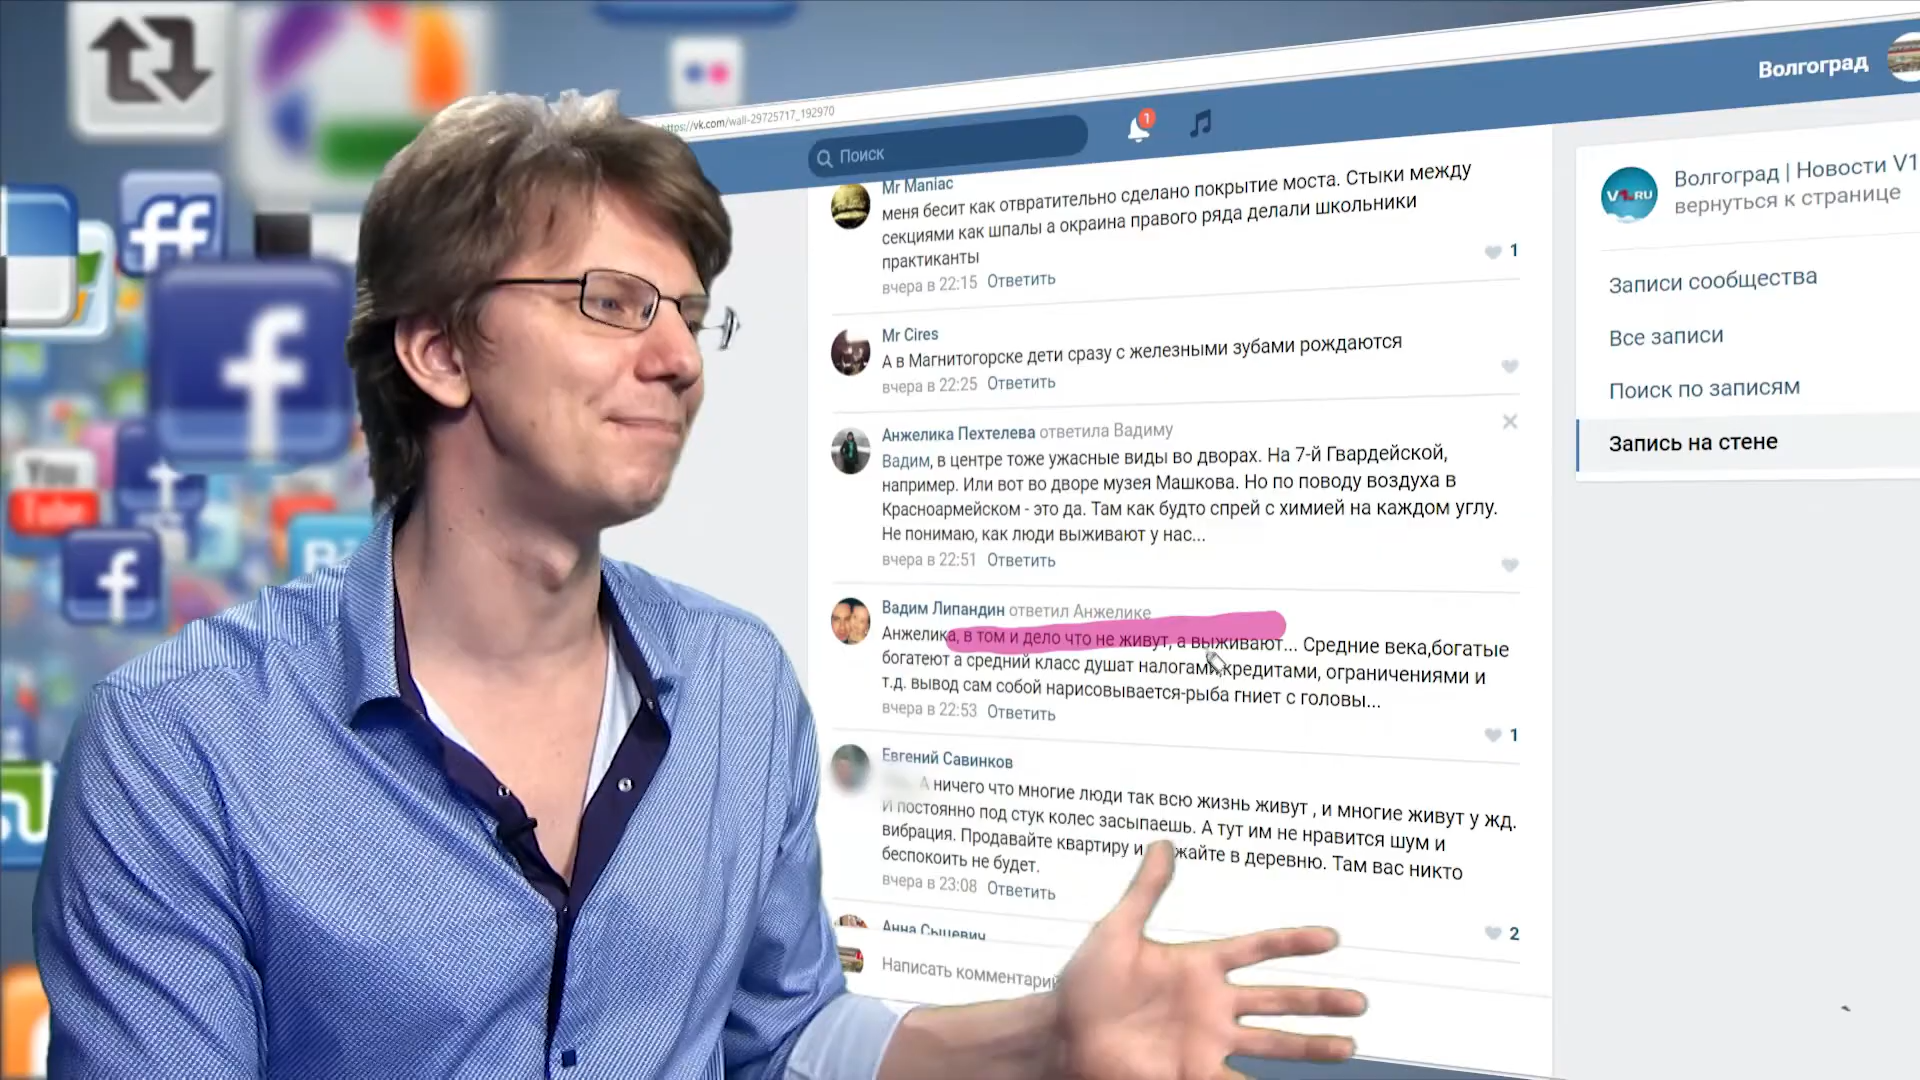 https://vk.com/wall-29725717_192970
Волгоград
Поиск
1
Mr Maniac
меня бесит как отвратительно сделано покрытие моста. Стыки между
секциями как шпалы а окраина правого ряда делали школьники
практиканты
вчера в 22:15 Ответить
1
Mr Cires
А в Магнитогорске дети сразу с железными зубами рождаются
вчера в 22:25 Ответить
Анжелика Пехтелева ответила Вадиму
Вадим, в центре тоже ужасные виды во дворах. На 7-й Гвардейской,
например. Или вот во дворе музея Машкова. Но по поводу воздуха в
Красноармейском - это да. Там как будто спрей с химией на каждом углу.
Не понимаю, как люди выживают у нас...
вчера в 22:51 Ответить
Вадим Липандин ответил Анжелике
Анжелика, в том и дело что не живут, а выживают... Средние века,богатые
богатеют а средний класс душат налогами,кредитами, ограничениями и
т.д. вывод сам собой нарисовывается-рыба гниет с головы...
вчера в 22:53 Ответить
1
Евгений Савинков
А ничего что многие люди так всю жизнь живут , и многие живут у жд.
И постоянно под стук колес засыпаешь. А тут им не нравится шум и
вибрация. Продавайте квартиру и жайте в деревню. Там вас никто
беспокоить не будет.
вчера в 23:08 Ответить
2
Анна Сыцевич
Написать комментарий
V1.RU
Волгоград | Новости V1
вернуться к странице
Записи сообщества
Все записи
Поиск по записям
Запись на стене
ff
f
f
You
Tube
f